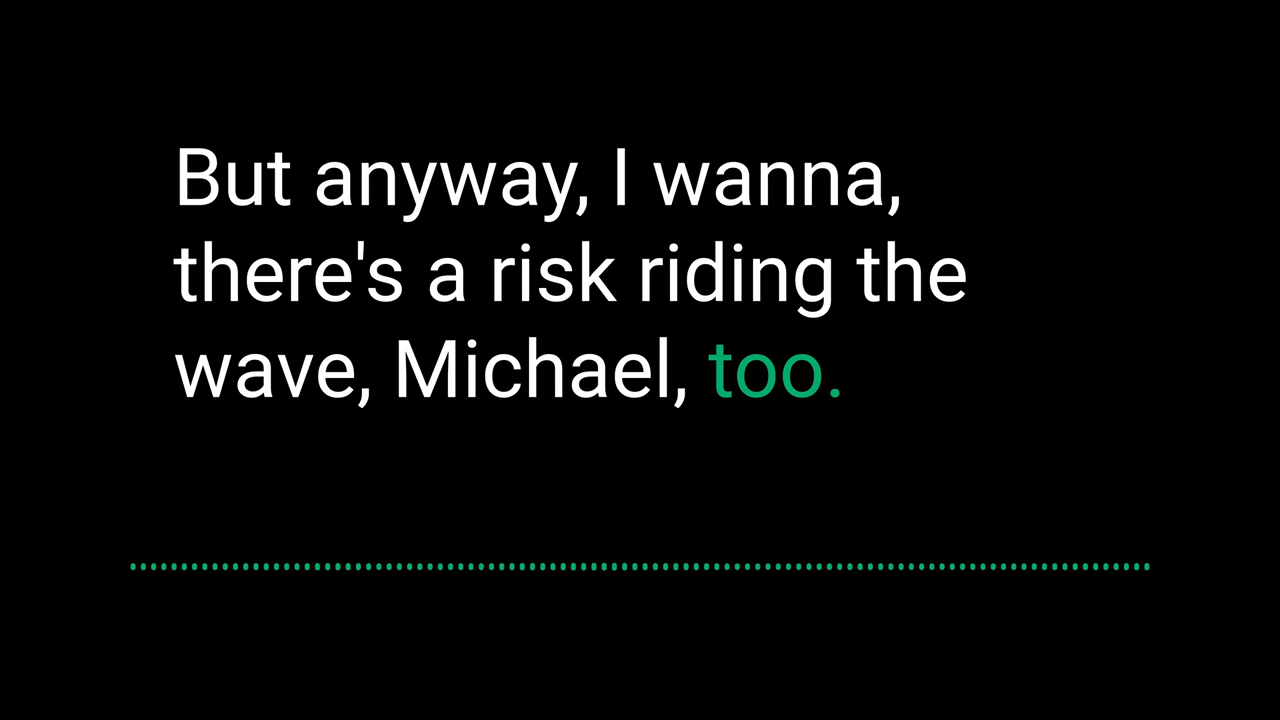 But anyway, I wanna,
there's a risk riding the
wave, Michael, too.